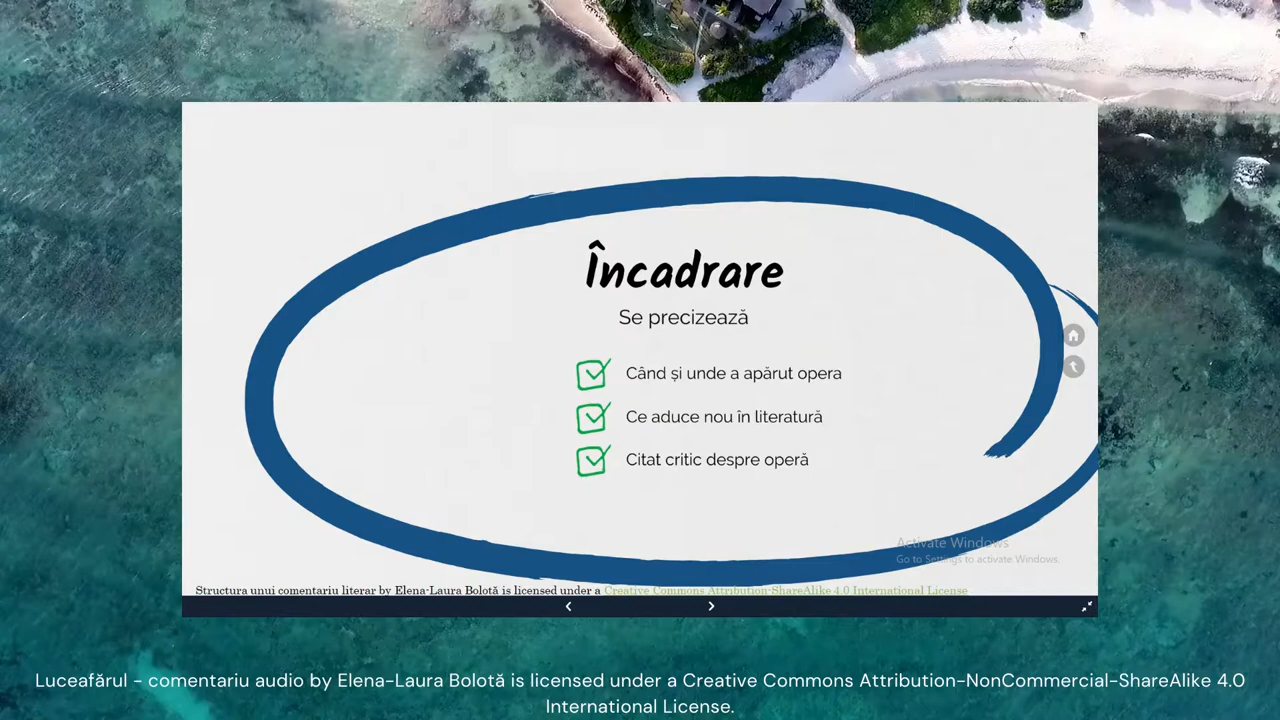 Încadrare
Se precizează
Când și unde a apărut opera
Ce aduce nou în literatură
Citat critic despre operă
Activate Windows
Go to Settings to activate Windows.
Structura unui comentariu literar by Elena-Laura Bolotă is licensed under a Creative Commons Attribution-ShareAlike 4.0 International License
Luceafărul - comentariu audio by Elena-Laura Bolotă is licensed under a Creative Commons Attribution-NonCommercial-ShareAlike 4.0
International License.